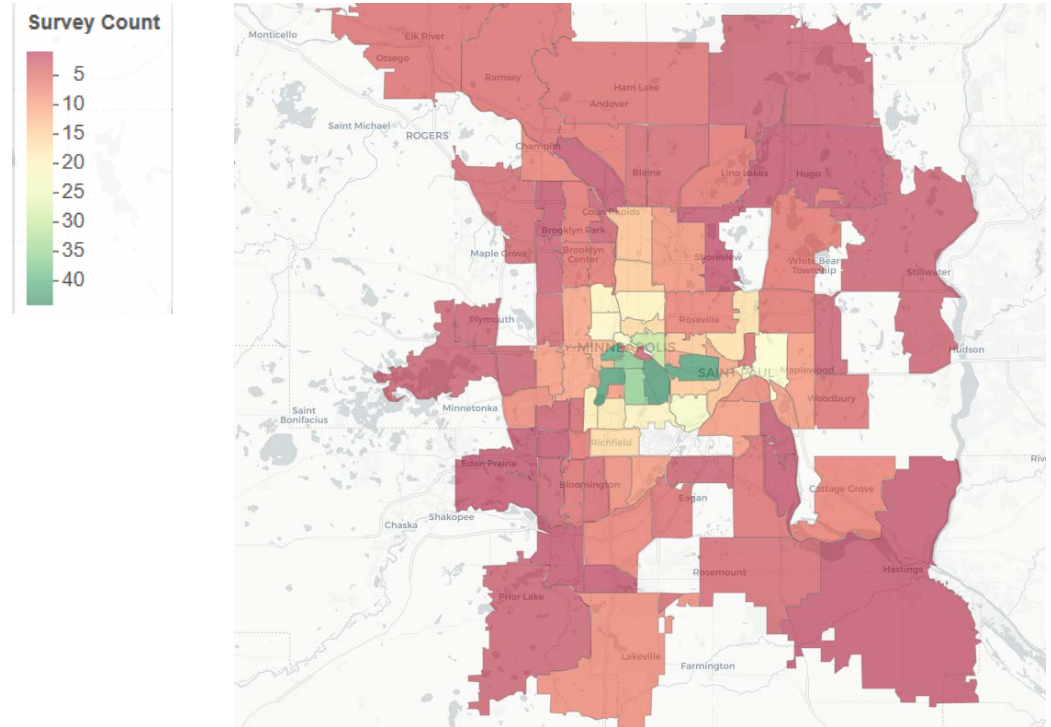 Survey Count
5
10
15
20
25
30
35
40
Monticello
Elk River
Otsego
Ramsey
Ham Lake
Andover
Saint Michael
ROGERS
Champlin
Blaine
Lino Lakes
Hugo
Coon Rapids
Brooklyn Park
Brooklyn
Center
Maple Grove
Shoreview
White Bear
Township
Stillwater
Plymouth
Roseville
MINNEAPOLIS
Hudson
SAINT PAUL
Maplewood
Minnetonka
Woodbury
Saint
Bonifacius
Richfield
Eden Prairie
Bloomington
Eagan
Cottage Grove
Shakopee
Chaska
Rosemount
Hastings
Prior Lake
Lakeville
Farmington